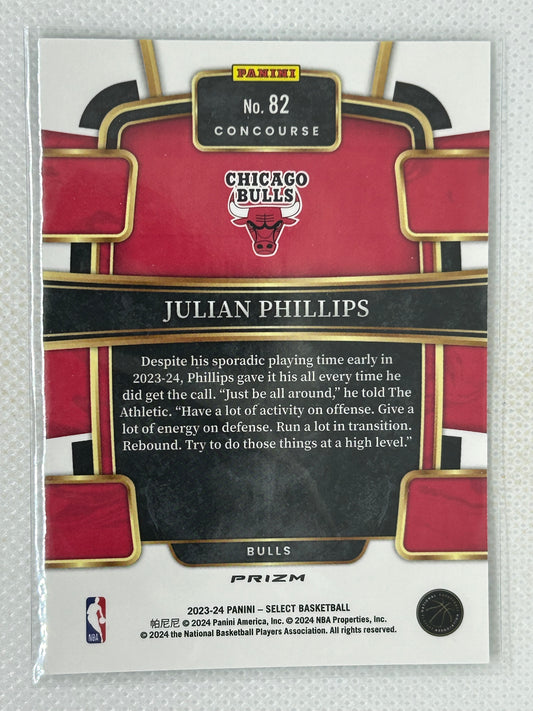 PANINI
No. 82
CONCOURSE
CHICAGO
BULLS
JULIAN PHILLIPS
Despite his sporadic playing time early in
2023-24, Phillips gave it his all every time he
did get the call. “Just be all around,” he told The
Athletic. “Have a lot of activity on offense. Give a
lot of energy on defense. Run a lot in transition.
Rebound. Try to do those things at a high level.”
BULLS
PRIZM
2023-24 PANINI – SELECT BASKETBALL
帕尼尼 © 2024 Panini America, Inc. © 2024 NBA Properties, Inc.
© 2024 the National Basketball Players Association. All rights reserved.
NBA